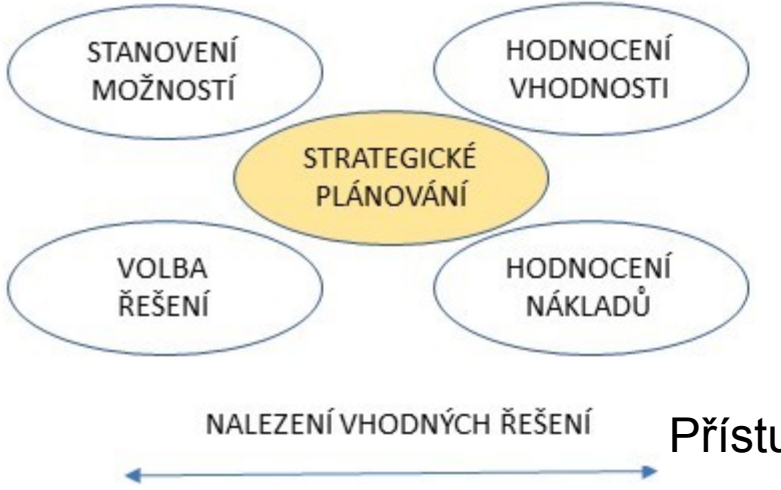 STANOVENÍ
MOŽNOSTÍ
HODNOCENÍ
VHODNOSTI
STRATEGICKÉ
PLÁNOVÁNÍ
VOLBA
ŘEŠENÍ
HODNOCENÍ
NÁKLADŮ
NALEZENÍ VHODNÝCH ŘEŠENÍ